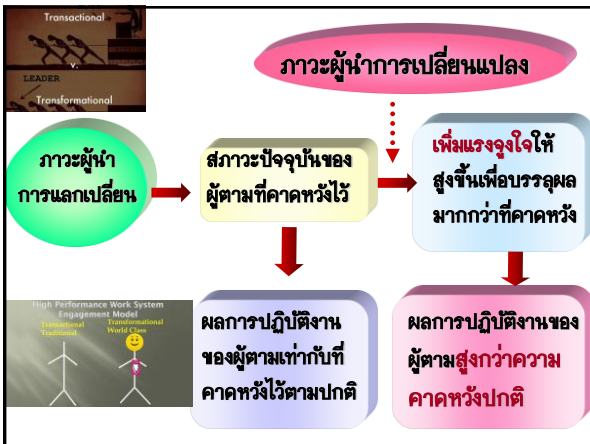 Transactional
v.
LEADER
Transformational
ภาวะผู้นำการเปลี่ยนแปลง
ภาวะผู้นำ
การแลกเปลี่ยน
สภาวะปัจจุบันของ
ผู้ตามที่คาดหวังไว้
เพิ่มแรงจูงใจให้
สูงขึ้นเพื่อบรรลุผล
มากกว่าที่คาดหวัง
High Performance Work System
Engagement Model
Transactional
Traditional
Transformational
World Class
ผลการปฏิบัติงาน
ของผู้ตามเท่ากับที่
คาดหวังไว้ตามปกติ
ผลการปฏิบัติงานของ
ผู้ตามสูงกว่าความ
คาดหวังปกติ